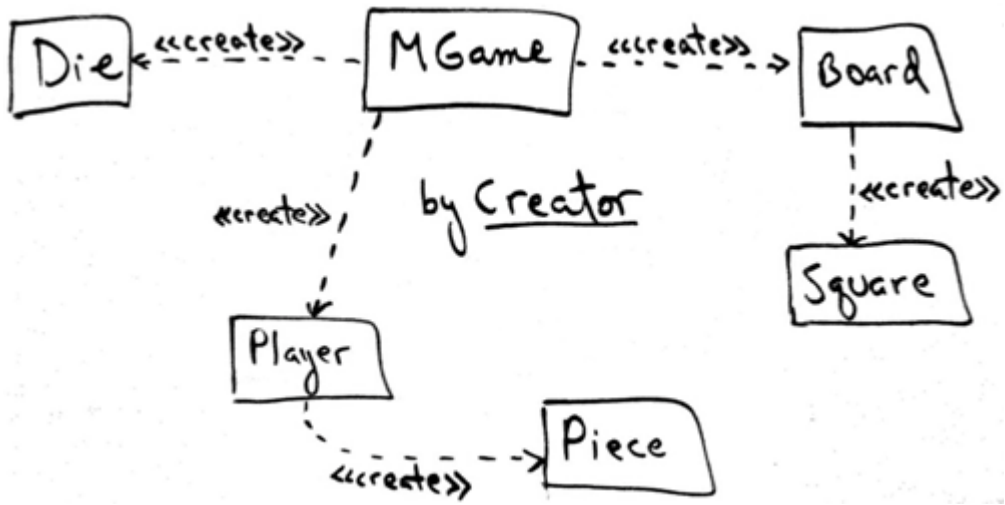 Die
<<create>>
MGame
<<create>>
Board
<<create>>
by Creator
<<create>>
Square
Player
<<create>>
Piece